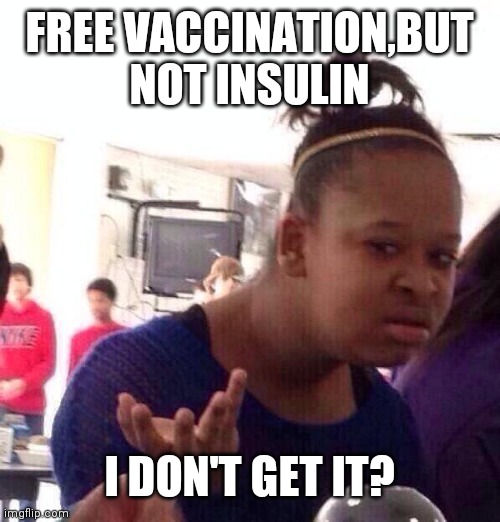 FREE VACCINATION,BUT
NOT INSULIN
I DON'T GET IT?
imgflip.com